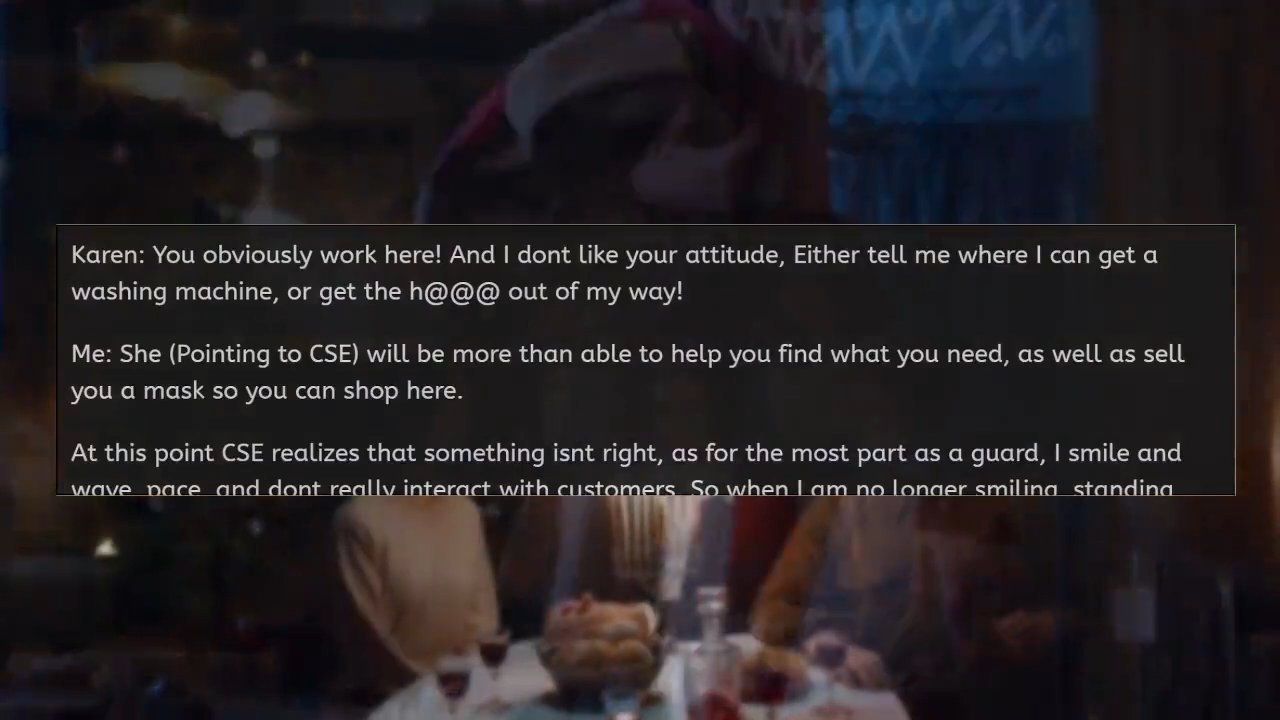 Karen: You obviously work here! And I dont like your attitude, Either tell me where I can get a
washing machine, or get the h@@@ out of my way!
Me: She (Pointing to CSE) will be more than able to help you find what you need, as well as sell
you a mask so you can shop here.
At this point CSE realizes that something isnt right, as for the most part as a guard, I smile and
wave, pace, and dont really interact with customers. So when I am no longer smiling, standing